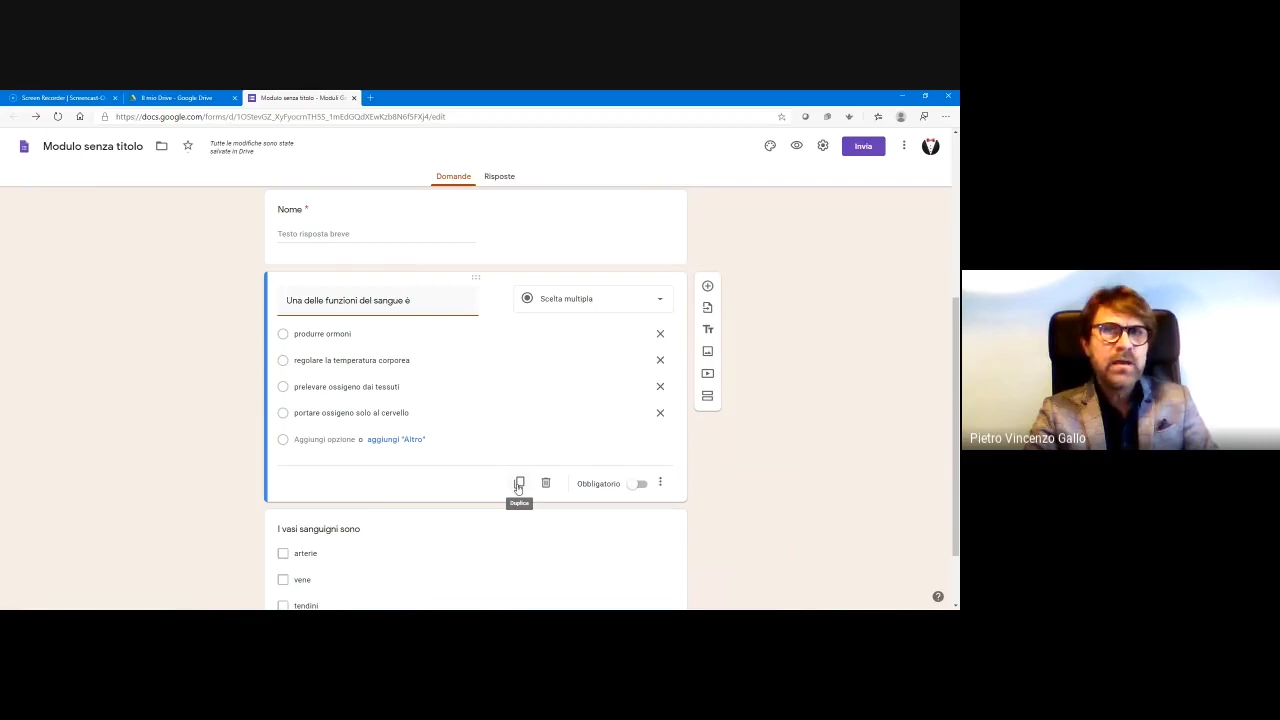 Screen Recorder | Screencast-O
Il mio Drive - Google Drive
Modulo senza titolo - Moduli G
https://docs.google.com/forms/d/1OStevGZ_XyFyocrnTH5S_1mEdGQdXEwKzb8N6f5FXj4/edit
Modulo senza titolo
Tutte le modifiche sono state
salvate in Drive
Invia
Domande
Risposte
Nome *
Testo risposta breve
Una delle funzioni del sangue è
Scelta multipla
produrre ormoni
regolare la temperatura corporea
prelevare ossigeno dai tessuti
portare ossigeno solo al cervello
Aggiungi opzione o aggiungi "Altro"
Obbligatorio
Duplica
I vasi sanguigni sono
arterie
vene
tendini
Pietro Vincenzo Gallo